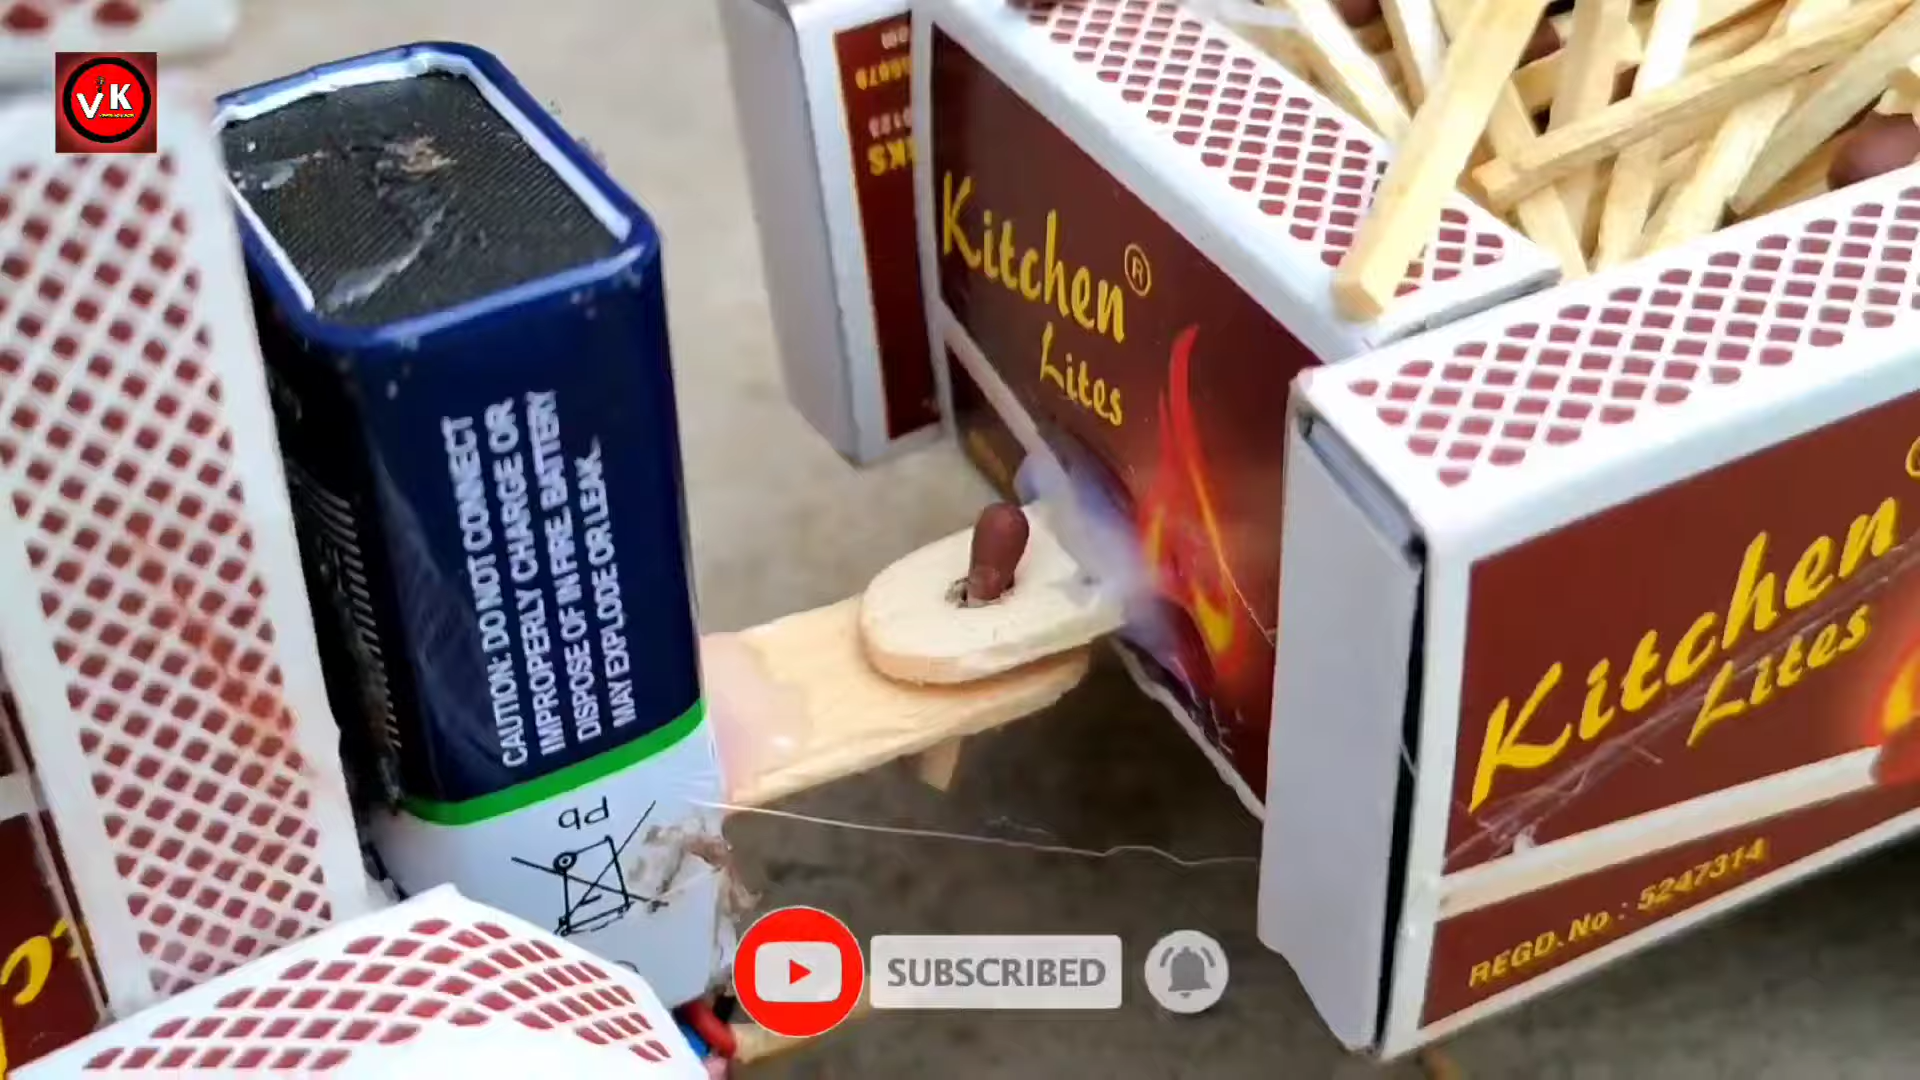 VK
Kitchen®
Lites
CAUTION: DO NOT CONNECT
IMPROPERLY CHARGE OR
DISPOSE OF IN FIRE. BATTERY
MAY EXPLODE OR LEAK.
Pb
Kitchen
Lites
REGD. No : 5247314
SUBSCRIBED